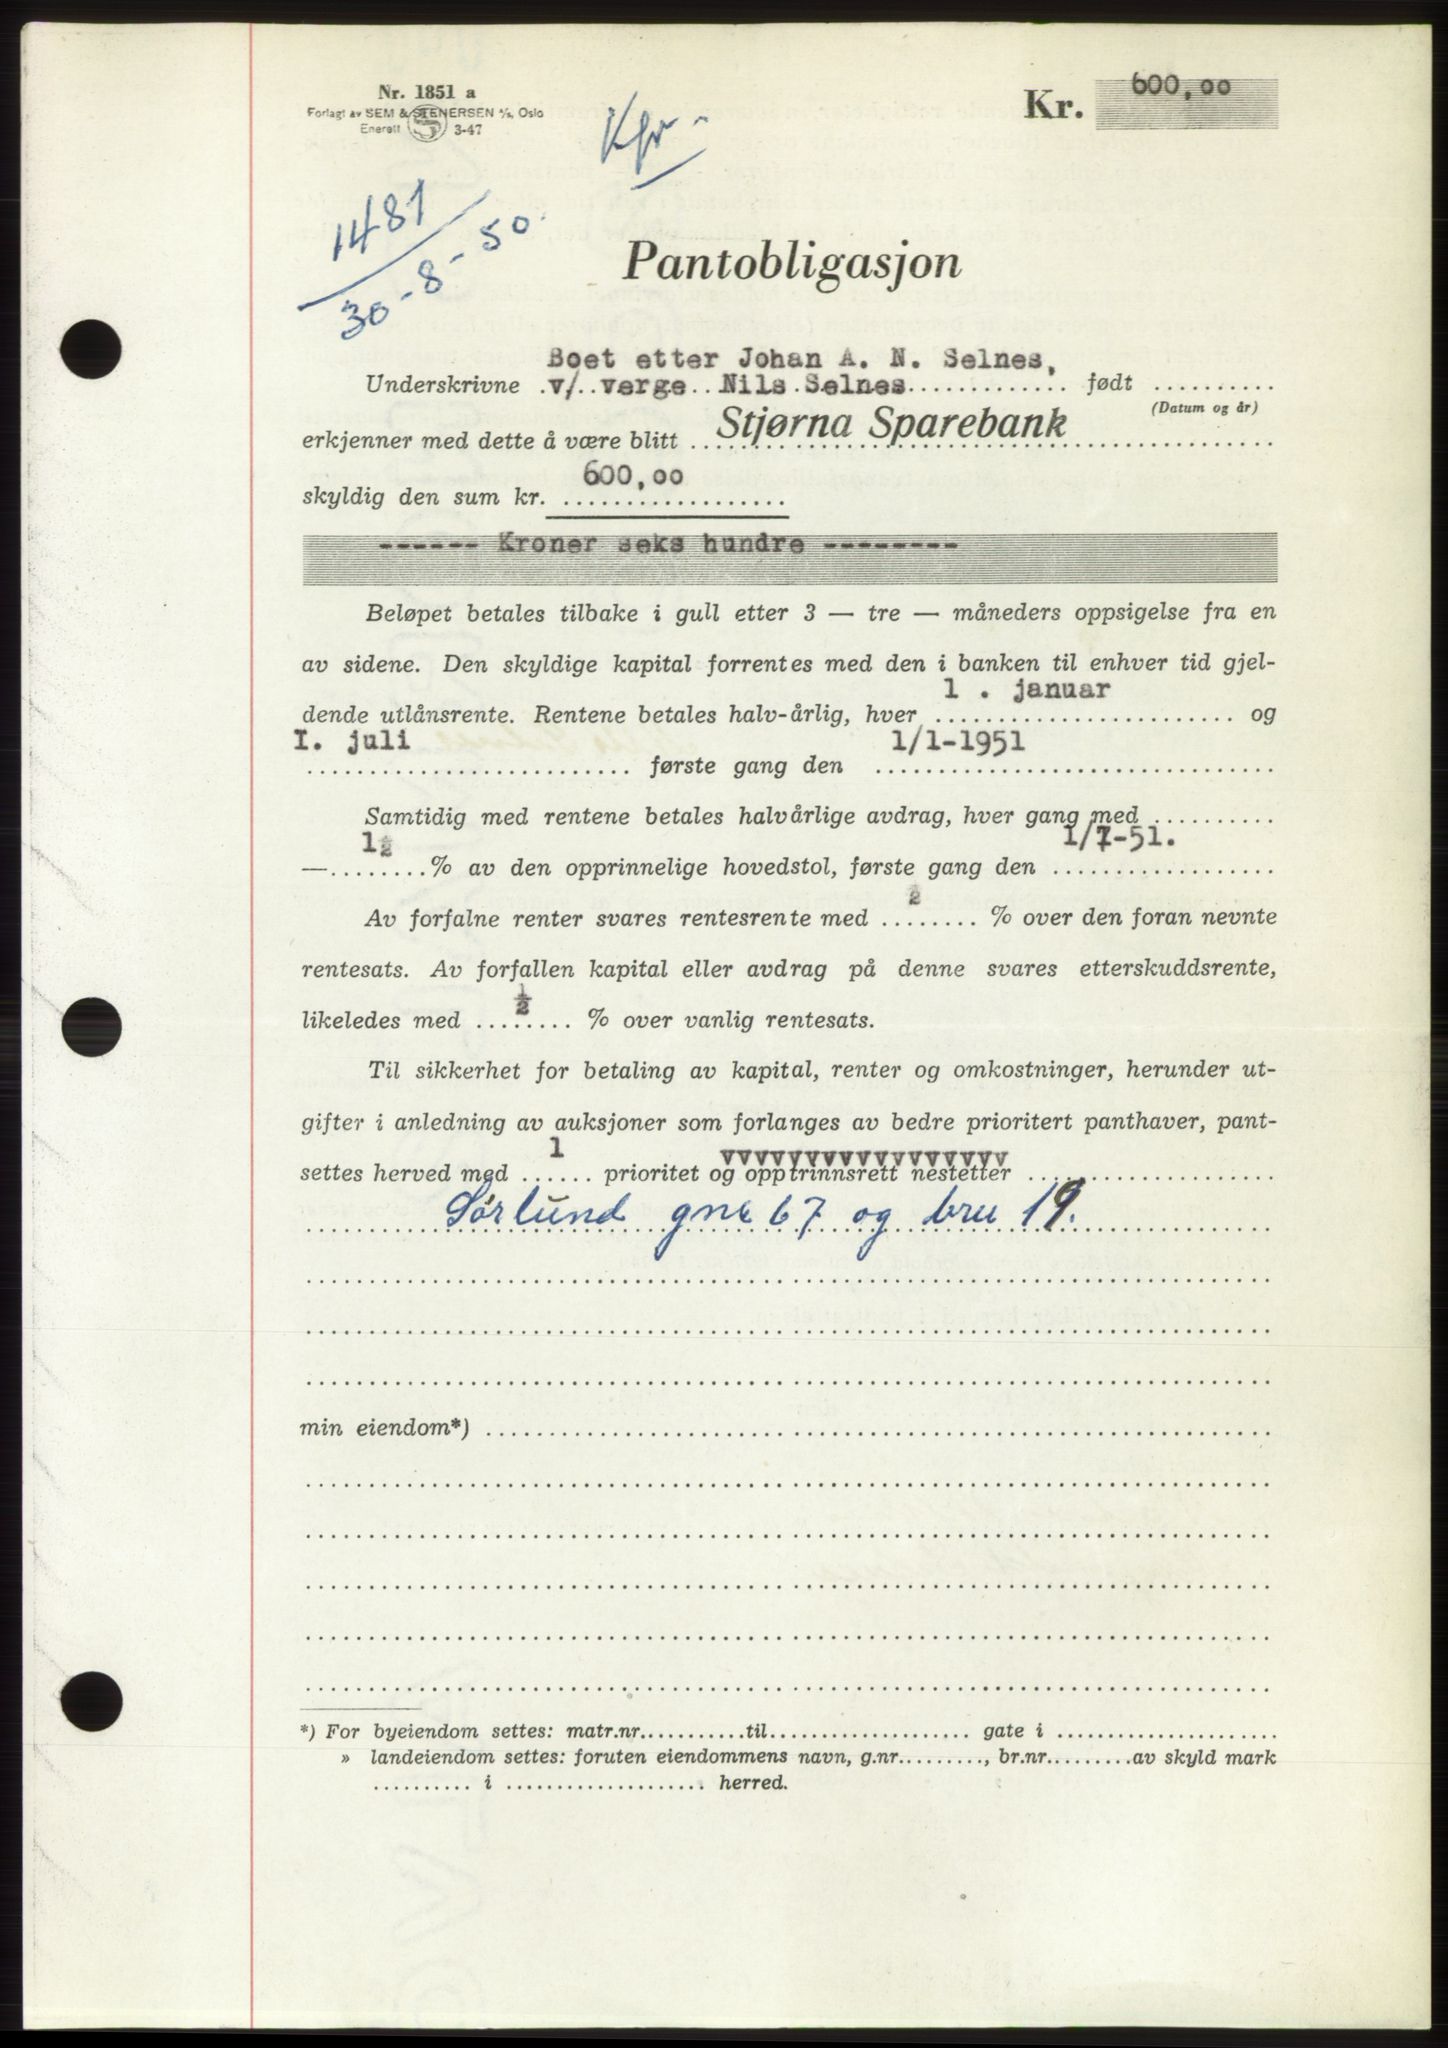 Nr. 1851 a
Forlagt av SEM & STENERSEN A/S, Oslo
Enerett 3-47
Kr. 600,00
Kfr-
1481
30-8-50
Pantobligasjon
Boet etter Johan A. N. Selnes,
Underskrivne v/ verge Nils Selnes født
(Datum og år)
erkjenner med dette å være blitt Stjørna Sparebank
skyldig den sum kr. 600,00
------ Kroner seks hundre --------
Beløpet betales tilbake i gull etter 3 — tre — måneders oppsigelse fra en
av sidene. Den skyldige kapital forrentes med den i banken til enhver tid gjel-
dende utlånsrente. Rentene betales halv-årlig, hver 1 . januar og
I. juli første gang den 1/1-1951
Samtidig med rentene betales halvårlige avdrag, hver gang med
— 1½ % av den opprinnelige hovedstol, første gang den 1/7-51.
Av forfalne renter svares rentesrente med ½ % over den foran nevnte
rentesats. Av forfallen kapital eller avdrag på denne svares etterskuddsrente,
likeledes med ½ % over vanlig rentesats.
Til sikkerhet for betaling av kapital, renter og omkostninger, herunder ut-
gifter i anledning av auksjoner som forlanges av bedre prioritert panthaver, pant-
settes herved med 1 prioritet og opptrinnsrett nestetter
Sørlund gnr 67 og bru 19.
min eiendom*)
*) For byeiendom settes: matr.nr. til gate i
» landeiendom settes: foruten eiendommens navn, g.nr. , br.nr. av skyld mark
i herred.